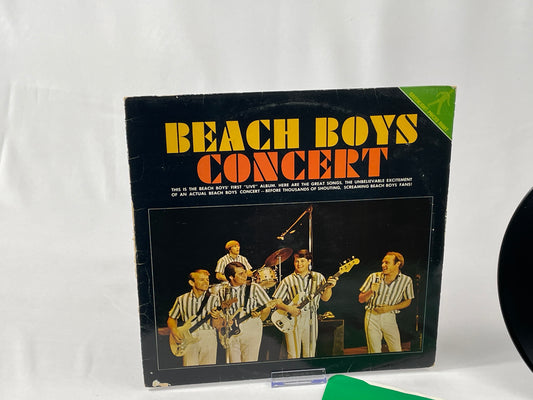 BEACH BOYS
CONCERT
THIS IS THE BEACH BOYS' FIRST "LIVE" ALBUM. HERE ARE THE GREAT SONGS, THE UNBELIEVABLE EXCITEMENT
OF AN ACTUAL BEACH BOYS CONCERT—BEFORE THOUSANDS OF SHOUTING, SCREAMING BEACH BOYS FANS!